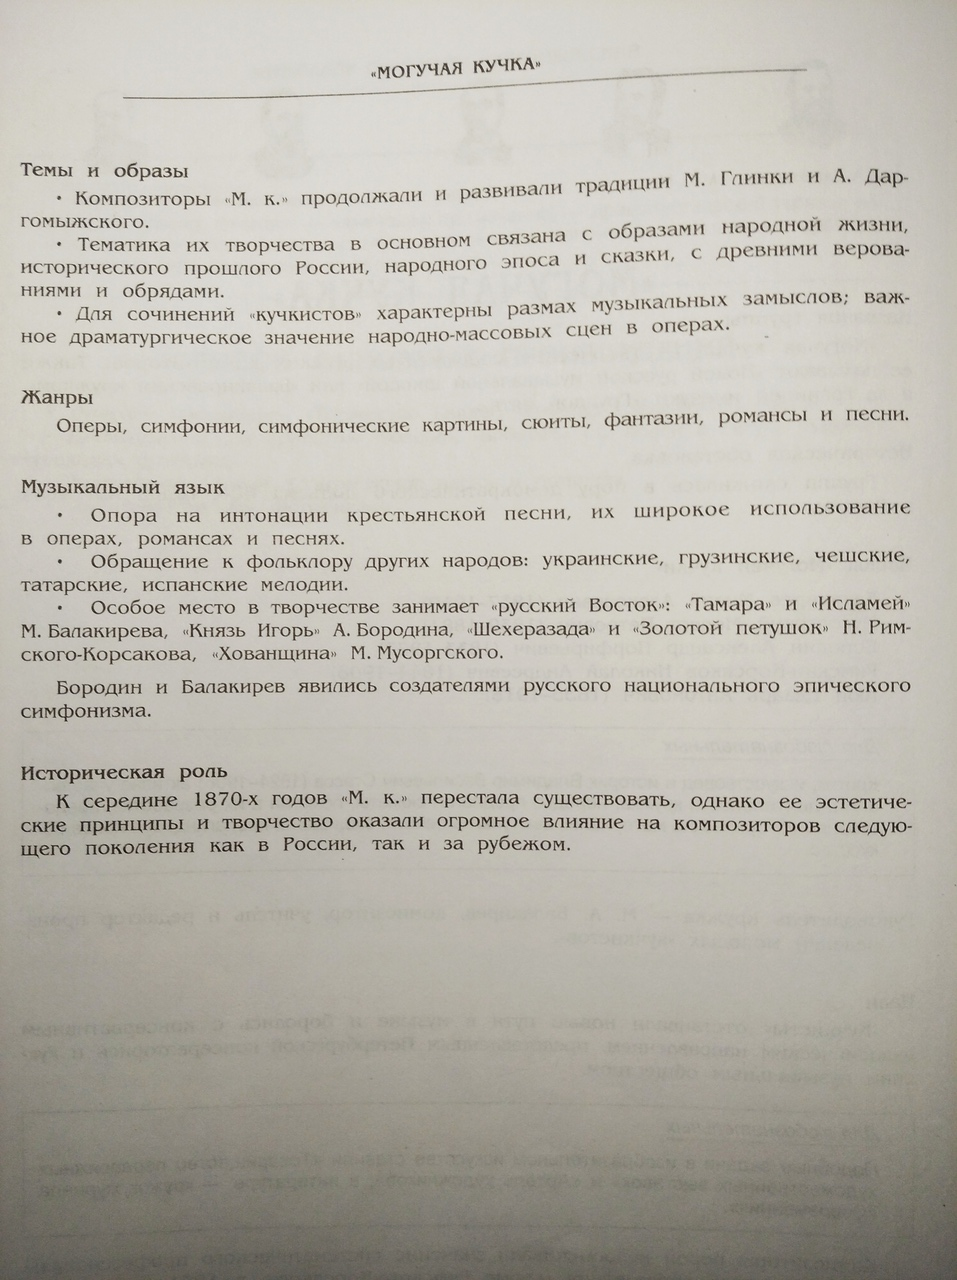 «МОГУЧАЯ КУЧКА»
Темы и образы
• Композиторы «М. к.» продолжали и развивали традиции М. Глинки и А. Дар-
гомыжского.
• Тематика их творчества в основном связана с образами народной жизни,
исторического прошлого России, народного эпоса и сказки, с древними верова-
ниями и обрядами.
• Для сочинений «кучкистов» характерны размах музыкальных замыслов; важ-
ное драматургическое значение народно-массовых сцен в операх.
Жанры
Оперы, симфонии, симфонические картины, сюиты, фантазии, романсы и песни.
Музыкальный язык
• Опора на интонации крестьянской песни, их широкое использование
в операх, романсах и песнях.
• Обращение к фольклору других народов: украинские, грузинские, чешские,
татарские, испанские мелодии.
• Особое место в творчестве занимает «русский Восток»: «Тамара» и «Исламей»
М. Балакирева, «Князь Игорь» А. Бородина, «Шехеразада» и «Золотой петушок» Н. Рим-
ского-Корсакова, «Хованщина» М. Мусоргского.
Бородин и Балакирев явились создателями русского национального эпического
симфонизма.
Историческая роль
К середине 1870-х годов «М. к.» перестала существовать, однако ее эстетиче-
ские принципы и творчество оказали огромное влияние на композиторов следую-
щего поколения как в России, так и за рубежом.